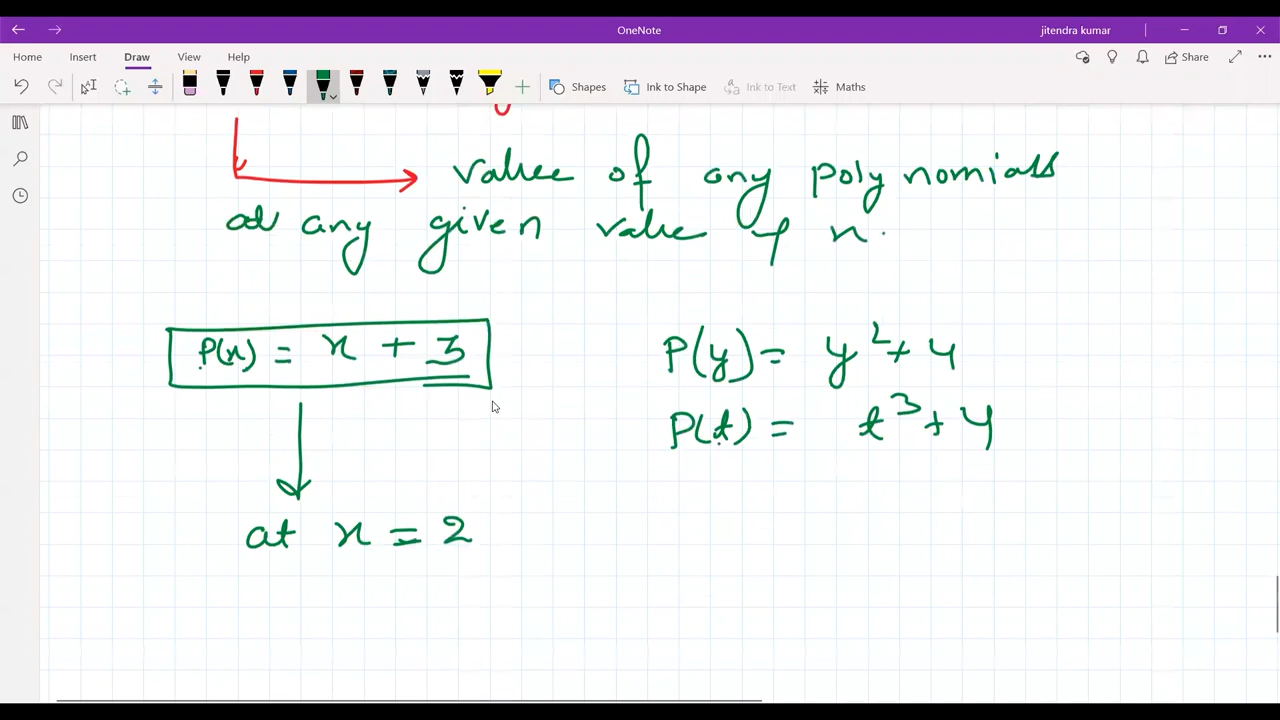 OneNote
jitendra kumar
Home Insert Draw View Help
Share
Shapes Ink to Shape Ink to Text Maths
value of any polynomials
at any given value of x.
P(x) = x + 3
P(y) = y²+4
P(t) = t³+4
at x = 2